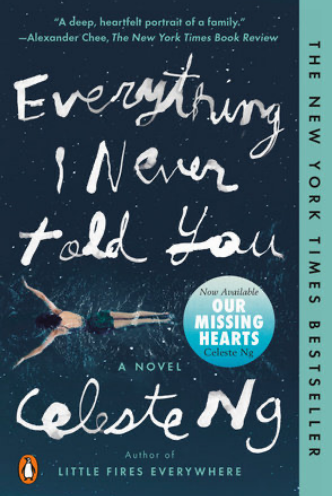 "A deep, heartfelt portrait of a family."
—Alexander Chee, The New York Times Book Review
Everything
I Never
told You
Now Available
OUR
MISSING
HEARTS
Celeste Ng
A NOVEL
Celeste Ng
Author of
LITTLE FIRES EVERYWHERE
THE NEW YORK TIMES BESTSELLER